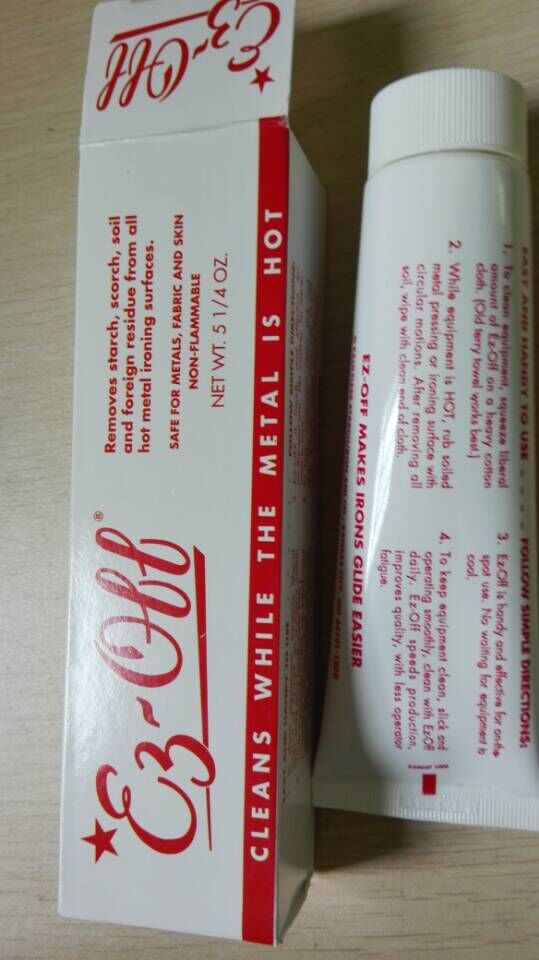 Ez-Off
Ez-Off®
Removes starch, scorch, soil
and foreign residue from all
hot metal ironing surfaces.
SAFE FOR METALS, FABRIC AND SKIN
NON-FLAMMABLE
NET WT. 5 1/4 OZ.
CLEANS WHILE THE METAL IS HOT
EASY AND HANDY TO USE - - - - FOLLOW SIMPLE DIRECTIONS:
1. To clean equipment, squeeze liberal
amount of Ez-Off on a heavy cotton
cloth. (Old terry towel works best.)
2. While equipment is HOT, rub soiled
metal pressing or ironing surface with
circular motions. After removing all
soil, wipe with clean end of cloth.
3. Ez-Off is handy and effective for on-the-
spot use. No waiting for equipment to
cool.
4. To keep equipment clean, slick and
operating smoothly, clean with Ez-Off
daily. Ez-Off speeds production,
improves quality, with less operator
fatigue.
EZ-OFF MAKES IRONS GLIDE EASIER